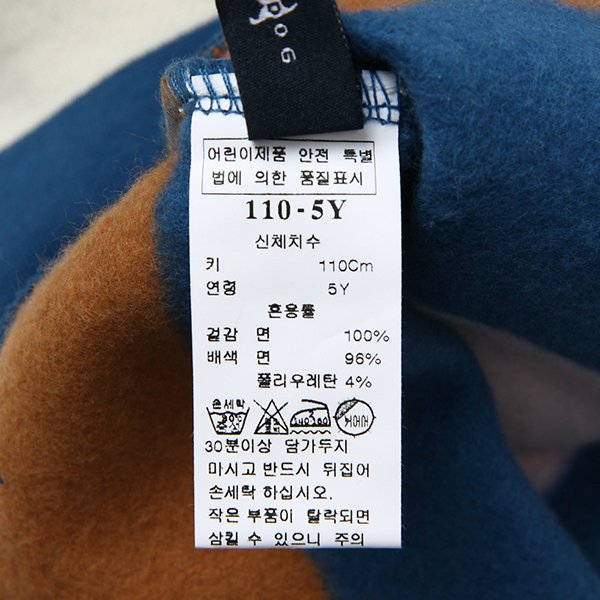 DOG
어린이제품 안전 특별
법에 의한 품질표시
110-5Y
신체치수
키 110Cm
연령 5Y
혼용률
겉감 면 100%
배색 면 96%
폴리우레탄 4%
손세탁
30분이상 담가두지
마시고 반드시 뒤집어
손세탁 하십시오.
작은 부품이 탈락되면
삼킬 수 있으니 주의